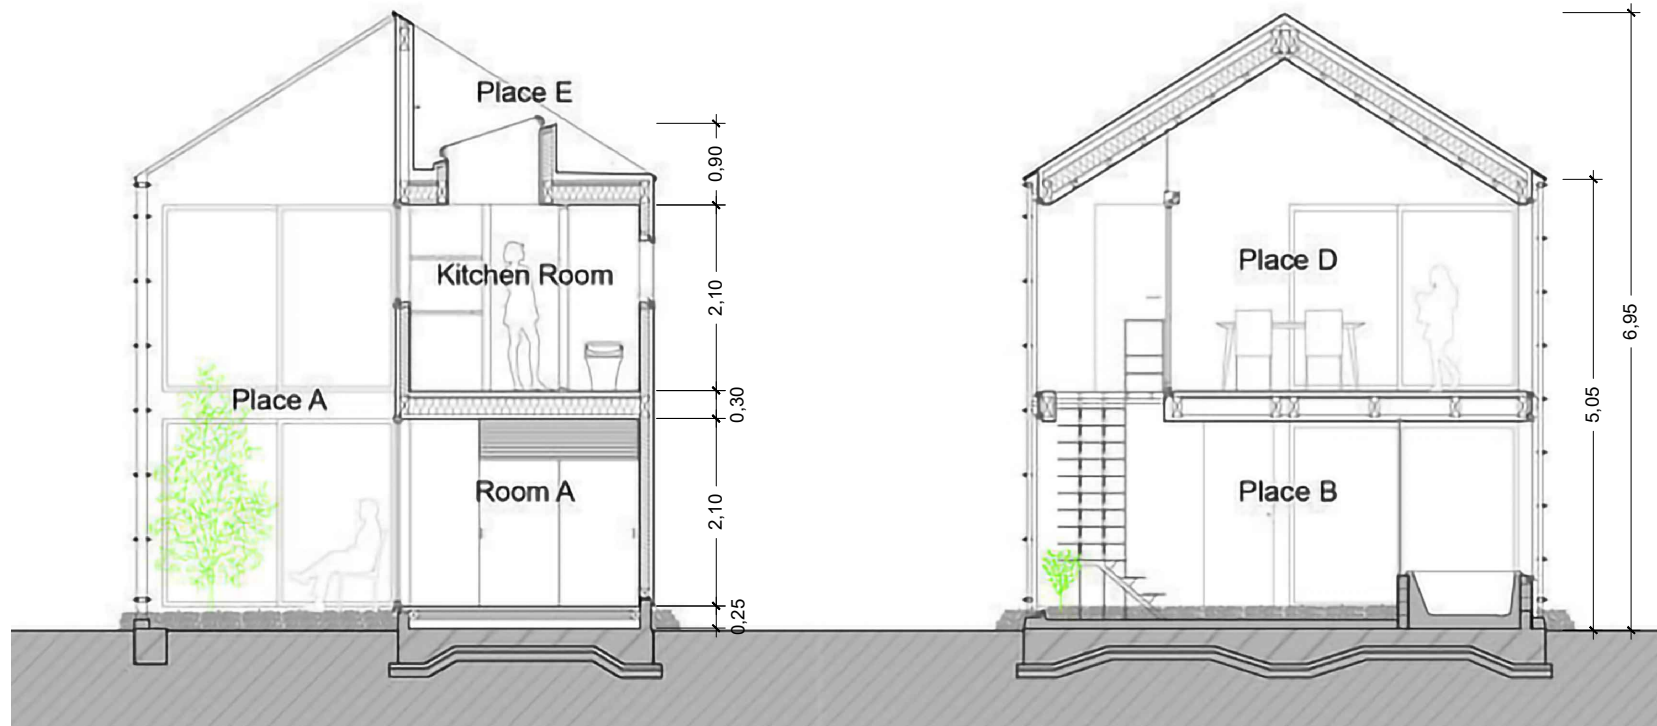 Place E
0,90
Kitchen Room
2,10
Place A
0,30
Room A
2,10
0,25
Place D
Place B
5,05
6,95